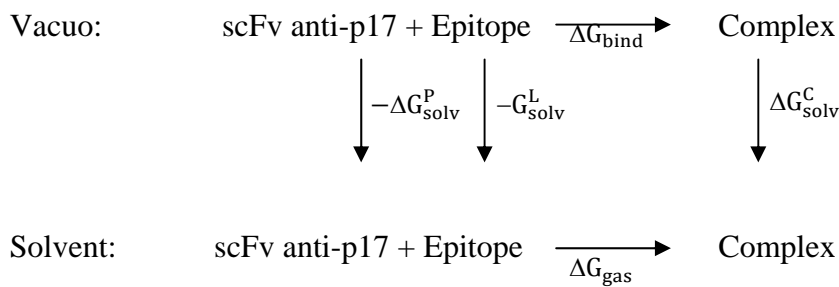 Vacuo: scFv anti-p17 + Epitope ΔG_bind Complex
−ΔG^P_solv −G^L_solv ΔG^C_solv
Solvent: scFv anti-p17 + Epitope ΔG_gas Complex